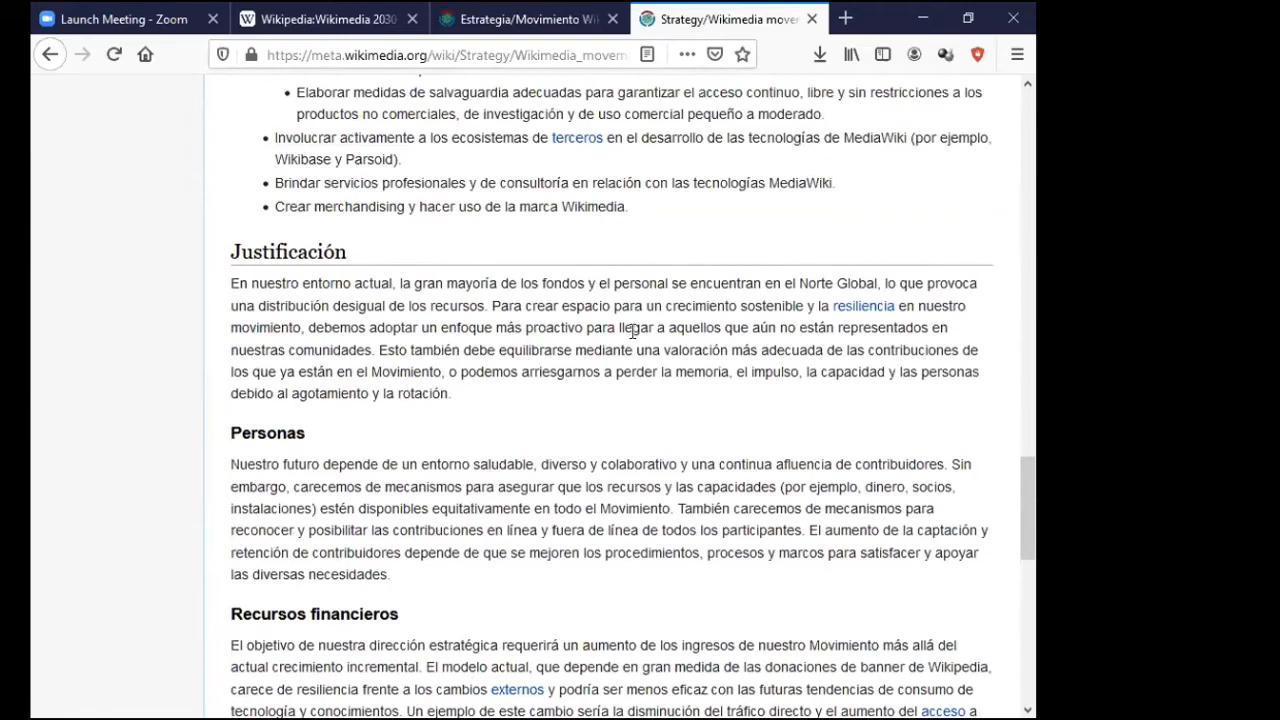 Launch Meeting - Zoom
Wikipedia:Wikimedia 2030
Estrategia/Movimiento Wi
Strategy/Wikimedia mover
https://meta.wikimedia.org/wiki/Strategy/Wikimedia_movem
Elaborar medidas de salvaguardia adecuadas para garantizar el acceso continuo, libre y sin restricciones a los
productos no comerciales, de investigación y de uso comercial pequeño a moderado.
Involucrar activamente a los ecosistemas de terceros en el desarrollo de las tecnologías de MediaWiki (por ejemplo,
Wikibase y Parsoid).
Brindar servicios profesionales y de consultoría en relación con las tecnologías MediaWiki.
Crear merchandising y hacer uso de la marca Wikimedia.
Justificación
En nuestro entorno actual, la gran mayoría de los fondos y el personal se encuentran en el Norte Global, lo que provoca
una distribución desigual de los recursos. Para crear espacio para un crecimiento sostenible y la resiliencia en nuestro
movimiento, debemos adoptar un enfoque más proactivo para llegar a aquellos que aún no están representados en
nuestras comunidades. Esto también debe equilibrarse mediante una valoración más adecuada de las contribuciones de
los que ya están en el Movimiento, o podemos arriesgarnos a perder la memoria, el impulso, la capacidad y las personas
debido al agotamiento y la rotación.
Personas
Nuestro futuro depende de un entorno saludable, diverso y colaborativo y una continua afluencia de contribuidores. Sin
embargo, carecemos de mecanismos para asegurar que los recursos y las capacidades (por ejemplo, dinero, socios,
instalaciones) estén disponibles equitativamente en todo el Movimiento. También carecemos de mecanismos para
reconocer y posibilitar las contribuciones en línea y fuera de línea de todos los participantes. El aumento de la captación y
retención de contribuidores depende de que se mejoren los procedimientos, procesos y marcos para satisfacer y apoyar
las diversas necesidades.
Recursos financieros
El objetivo de nuestra dirección estratégica requerirá un aumento de los ingresos de nuestro Movimiento más allá del
actual crecimiento incremental. El modelo actual, que depende en gran medida de las donaciones de banner de Wikipedia,
carece de resiliencia frente a los cambios externos y podría ser menos eficaz con las futuras tendencias de consumo de
tecnología y conocimientos. Un ejemplo de este cambio sería la disminución del tráfico directo y el aumento del acceso a